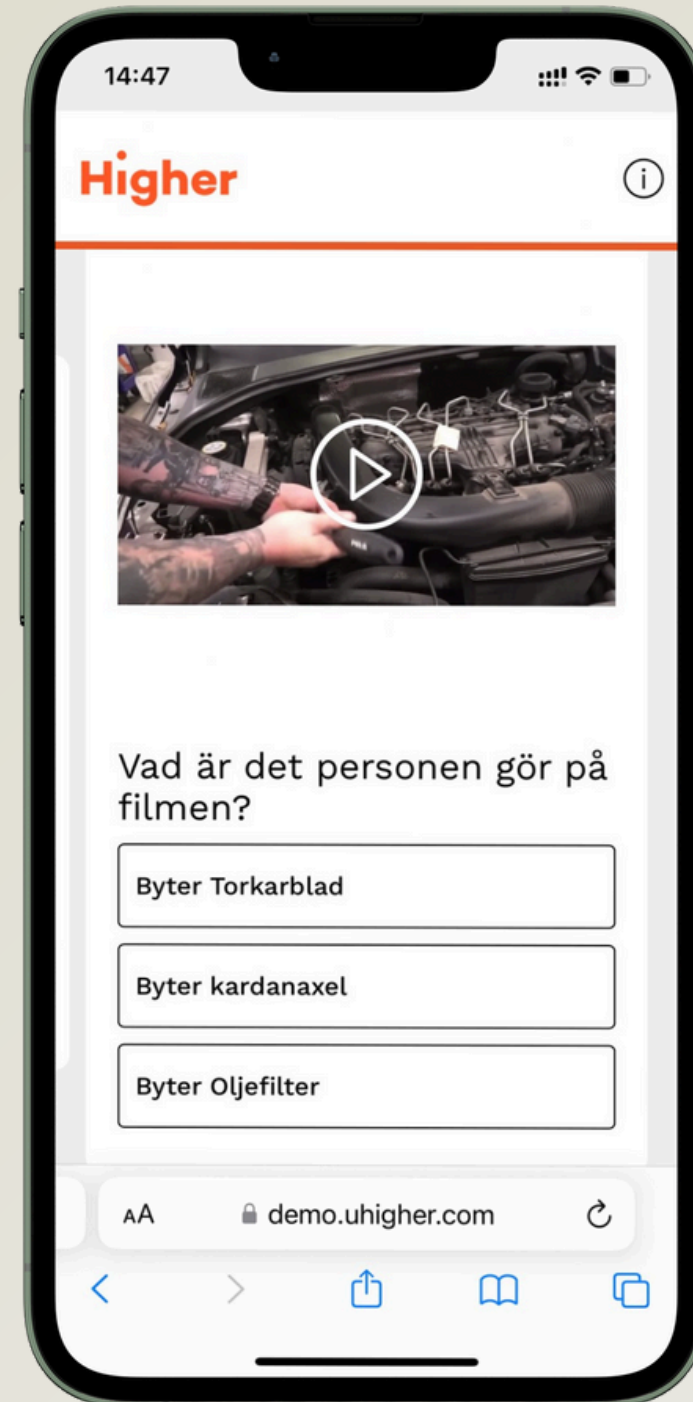 14:47
Higher
Vad är det personen gör på
filmen?
Byter Torkarblad
Byter kardanaxel
Byter Oljefilter
AA
demo.uhigher.com